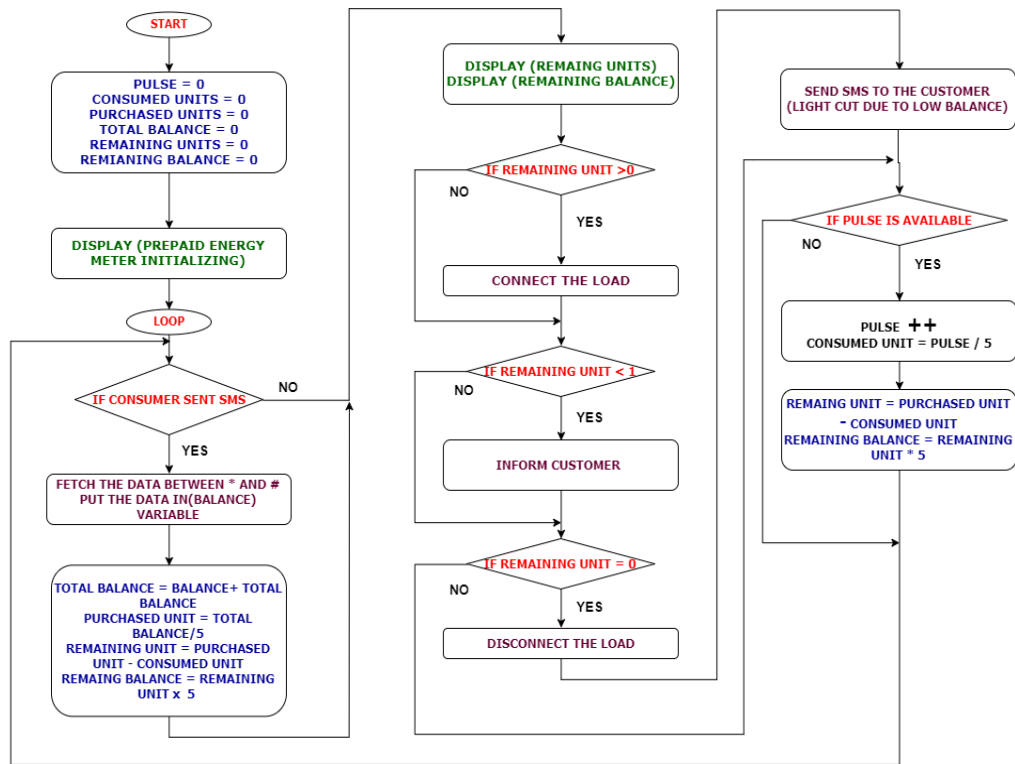 START
PULSE = 0
CONSUMED UNITS = 0
PURCHASED UNITS = 0
TOTAL BALANCE = 0
REMAINING UNITS = 0
REMIANING BALANCE = 0
DISPLAY (PREPAID ENERGY
METER INITIALIZING)
LOOP
IF CONSUMER SENT SMS
NO
YES
FETCH THE DATA BETWEEN * AND #
PUT THE DATA IN(BALANCE)
VARIABLE
TOTAL BALANCE = BALANCE+ TOTAL
BALANCE
PURCHASED UNIT = TOTAL
BALANCE/5
REMAINING UNIT = PURCHASED
UNIT - CONSUMED UNIT
REMAING BALANCE = REMAINING
UNIT x 5
DISPLAY (REMAING UNITS)
DISPLAY (REMAINING BALANCE)
IF REMAINING UNIT >0
NO
YES
CONNECT THE LOAD
IF REMAINING UNIT < 1
NO
YES
INFORM CUSTOMER
IF REMAINING UNIT = 0
NO
YES
DISCONNECT THE LOAD
SEND SMS TO THE CUSTOMER
(LIGHT CUT DUE TO LOW BALANCE)
IF PULSE IS AVAILABLE
NO
YES
PULSE ++
CONSUMED UNIT = PULSE / 5
REMAING UNIT = PURCHASED UNIT
- CONSUMED UNIT
REMAINING BALANCE = REMAINING
UNIT * 5